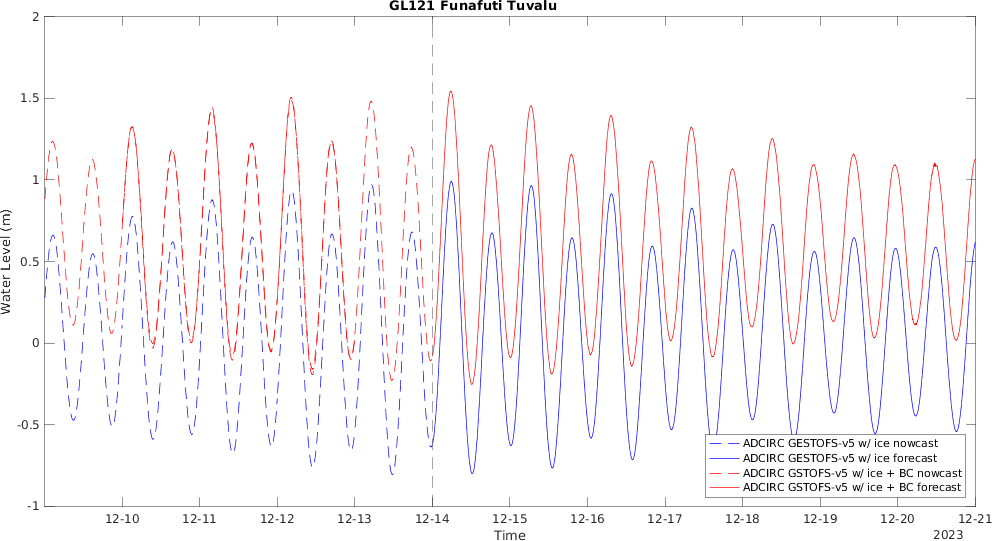 GL121 Funafuti Tuvalu
2
1.5
1
0.5
0
-0.5
-1
Water Level (m)
12-10 12-11 12-12 12-13 12-14 12-15 12-16 12-17 12-18 12-19 12-20 12-21
Time
2023
ADCIRC GESTOFS-v5 w/ ice nowcast
ADCIRC GESTOFS-v5 w/ ice forecast
ADCIRC GSTOFS-v5 w/ ice + BC nowcast
ADCIRC GSTOFS-v5 w/ ice + BC forecast